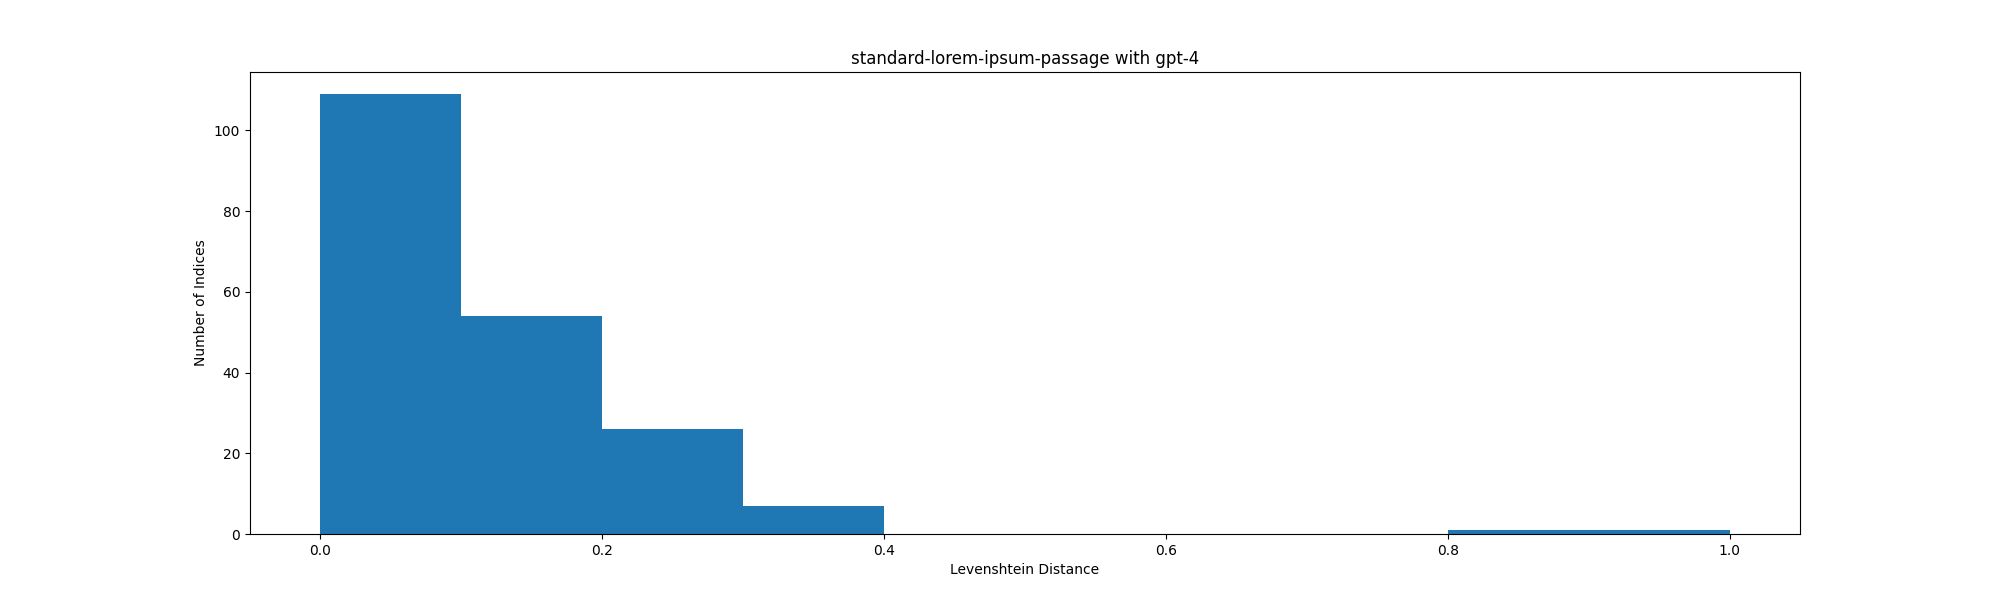 standard-lorem-ipsum-passage with gpt-4
100
80
60
40
20
0
Number of Indices
0.0 0.2 0.4 0.6 0.8 1.0
Levenshtein Distance